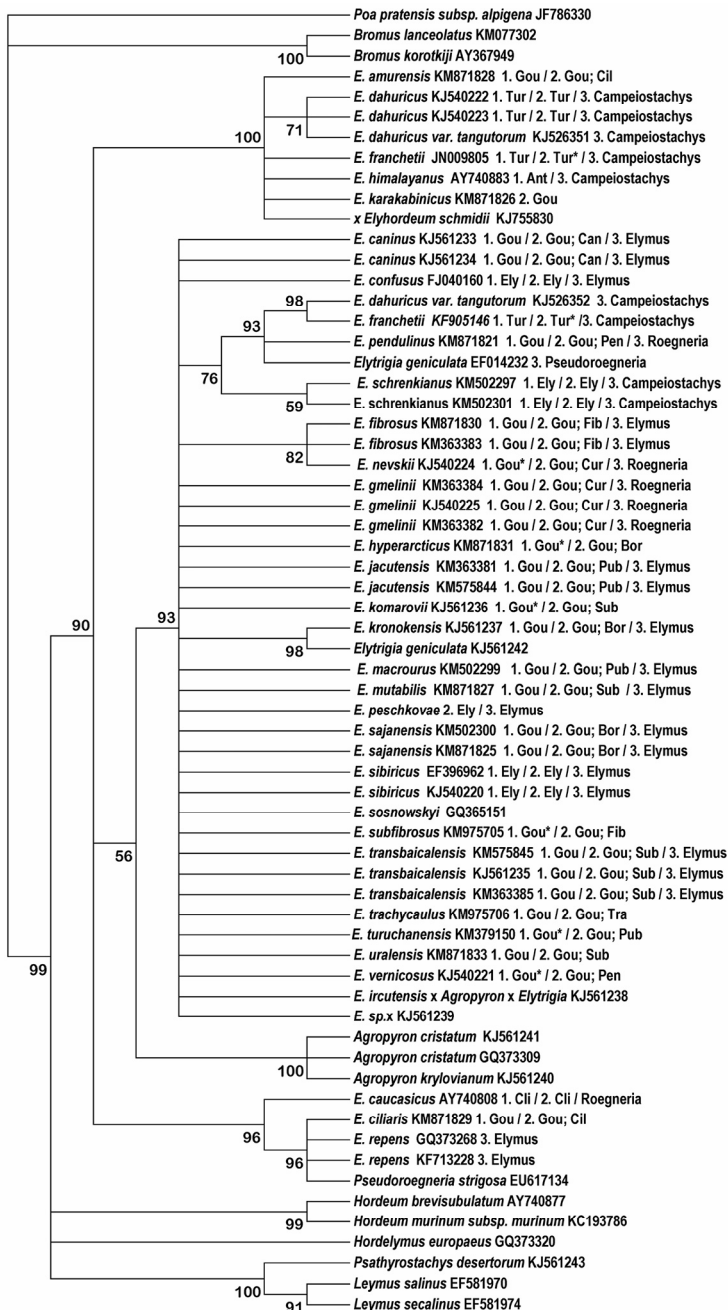 Poa pratensis subsp. alpigena JF786330
Bromus lanceolatus KM077302
Bromus korotkiji AY367949
100
E. amurensis KM871828 1. Gou / 2. Gou; Cil
E. dahuricus KJ540222 1. Tur / 2. Tur / 3. Campeiostachys
E. dahuricus KJ540223 1. Tur / 2. Tur / 3. Campeiostachys
71
E. dahuricus var. tangutorum KJ526351 3. Campeiostachys
100
E. franchetii JN009805 1. Tur / 2. Tur* / 3. Campeiostachys
E. himalayanus AY740883 1. Ant / 3. Campeiostachys
E. karakabinicus KM871826 2. Gou
x Elyhordeum schmidii KJ755830
E. caninus KJ561233 1. Gou / 2. Gou; Can / 3. Elymus
E. caninus KJ561234 1. Gou / 2. Gou; Can / 3. Elymus
E. confusus FJ040160 1. Ely / 2. Ely / 3. Elymus
98
E. dahuricus var. tangutorum KJ526352 3. Campeiostachys
93
E. franchetii KF905146 1. Tur / 2. Tur* /3. Campeiostachys
E. pendulinus KM871821 1. Gou / 2. Gou; Pen / 3. Roegneria
Elytrigia geniculata EF014232 3. Pseudoroegneria
76
E. schrenkianus KM502297 1. Ely / 2. Ely / 3. Campeiostachys
59
E. schrenkianus KM502301 1. Ely / 2. Ely / 3. Campeiostachys
E. fibrosus KM871830 1. Gou / 2. Gou; Fib / 3. Elymus
E. fibrosus KM363383 1. Gou / 2. Gou; Fib / 3. Elymus
82
E. nevskii KJ540224 1. Gou* / 2. Gou; Cur / 3. Roegneria
E. gmelinii KM363384 1. Gou / 2. Gou; Cur / 3. Roegneria
E. gmelinii KJ540225 1. Gou / 2. Gou; Cur / 3. Roegneria
E. gmelinii KM363382 1. Gou / 2. Gou; Cur / 3. Roegneria
E. hyperarcticus KM871831 1. Gou* / 2. Gou; Bor
E. jacutensis KM363381 1. Gou / 2. Gou; Pub / 3. Elymus
E. jacutensis KM575844 1. Gou / 2. Gou; Pub / 3. Elymus
E. komarovii KJ561236 1. Gou* / 2. Gou; Sub
90
93
E. kronokensis KJ561237 1. Gou / 2. Gou; Bor / 3. Elymus
98
Elytrigia geniculata KJ561242
E. macrourus KM502299 1. Gou / 2. Gou; Pub / 3. Elymus
E. mutabilis KM871827 1. Gou / 2. Gou; Sub / 3. Elymus
E. peschkovae 2. Ely / 3. Elymus
E. sajanensis KM502300 1. Gou / 2. Gou; Bor / 3. Elymus
E. sajanensis KM871825 1. Gou / 2. Gou; Bor / 3. Elymus
E. sibiricus EF396962 1. Ely / 2. Ely / 3. Elymus
E. sibiricus KJ540220 1. Ely / 2. Ely / 3. Elymus
E. sosnowskyi GQ365151
E. subfibrosus KM975705 1. Gou* / 2. Gou; Fib
56
E. transbaicalensis KM575845 1. Gou / 2. Gou; Sub / 3. Elymus
E. transbaicalensis KJ561235 1. Gou / 2. Gou; Sub / 3. Elymus
E. transbaicalensis KM363385 1. Gou / 2. Gou; Sub / 3. Elymus
E. trachycaulus KM975706 1. Gou / 2. Gou; Tra
E. turuchanensis KM379150 1. Gou* / 2. Gou; Pub
E. uralensis KM871833 1. Gou / 2. Gou; Sub
99
E. vernicosus KJ540221 1. Gou* / 2. Gou; Pen
E. ircutensis x Agropyron x Elytrigia KJ561238
E. sp.x KJ561239
Agropyron cristatum KJ561241
Agropyron cristatum GQ373309
100
Agropyron krylovianum KJ561240
E. caucasicus AY740808 1. Cli / 2. Cli / Roegneria
E. ciliaris KM871829 1. Gou / 2. Gou; Cil
96
E. repens GQ373268 3. Elymus
96
E. repens KF713228 3. Elymus
Pseudoroegneria strigosa EU617134
Hordeum brevisubulatum AY740877
99
Hordeum murinum subsp. murinum KC193786
Hordelymus europaeus GQ373320
Psathyrostachys desertorum KJ561243
100
Leymus salinus EF581970
91
Leymus secalinus EF581974